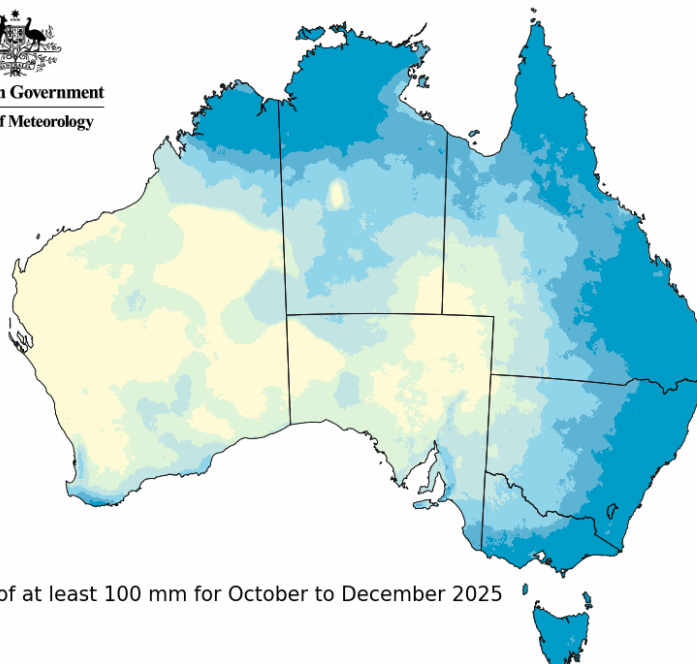 n Government
f Meteorology
of at least 100 mm for October to December 2025